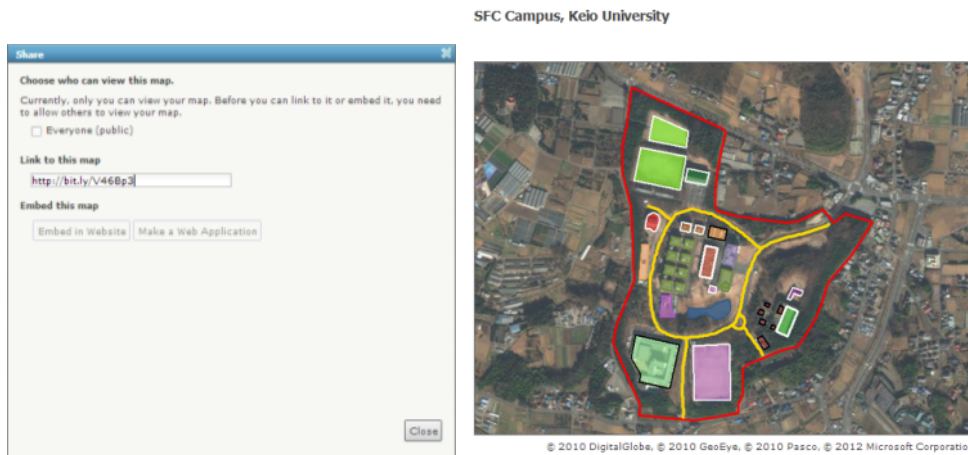 SFC Campus, Keio University
Share
Choose who can view this map.
Currently, only you can view your map. Before you can link to it or embed it, you need
to allow others to view your map.
Everyone (public)
Link to this map
http://bit.ly/V46Bp3
Embed this map
Embed in Website
Make a Web Application
Close
© 2010 DigitalGlobe, © 2010 GeoEye, © 2010 Pasco, © 2012 Microsoft Corporatio